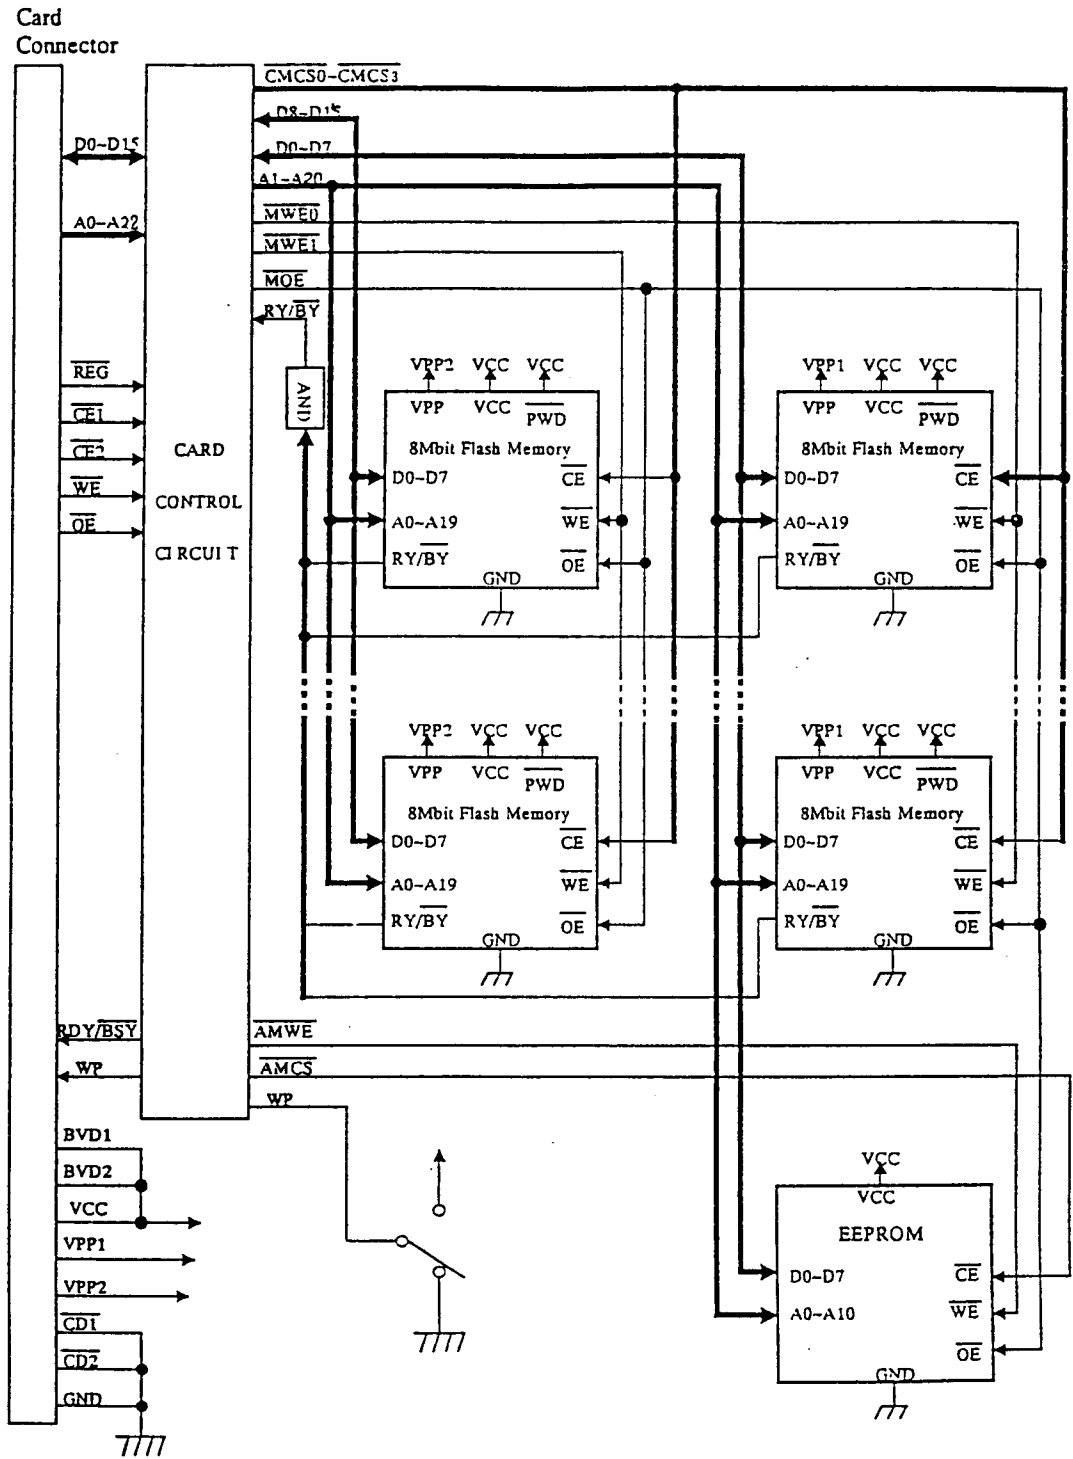 Card
Connector
D0~D15
A0~A22
REG
CE1
CE2
WE
OE
CARD
CONTROL
CIRCUIT
RDY/BSY
WP
BVD1
BVD2
VCC
VPP1
VPP2
CD1
CD2
GND
CMCS0~CMCS3
D8~D15
D0~D7
A1~A20
MWE0
MWE1
MOE
RY/BY
AND
VPP2 VCC VCC
VPP VCC PWD
8Mbit Flash Memory
D0~D7 CE
A0~A19 WE
RY/BY OE
GND
VPP1 VCC VCC
VPP VCC PWD
8Mbit Flash Memory
D0~D7 CE
A0~A19 WE
RY/BY OE
GND
VPP2 VCC VCC
VPP VCC PWD
8Mbit Flash Memory
D0~D7 CE
A0~A19 WE
RY/BY OE
GND
VPP1 VCC VCC
VPP VCC PWD
8Mbit Flash Memory
D0~D7 CE
A0~A19 WE
RY/BY OE
GND
AMWE
AMCS
WP
VCC
VCC
EEPROM
D0~D7 CE
A0~A10 WE
OE
GND